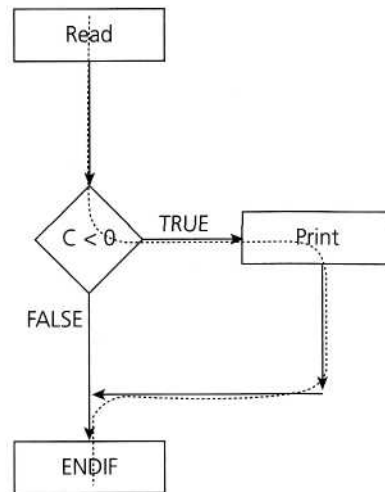 Read
C < 0
TRUE
Print
FALSE
ENDIF